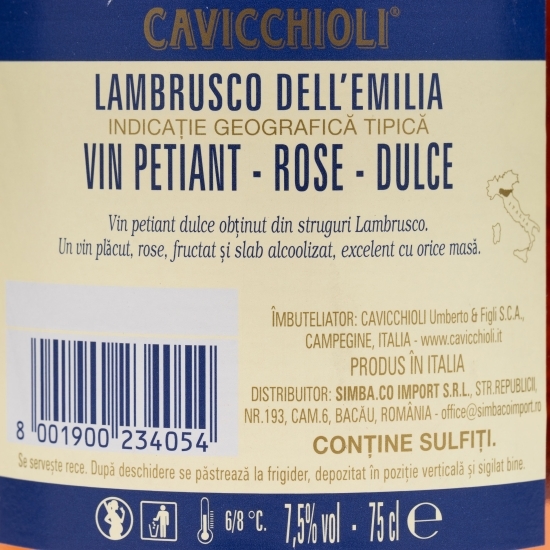 CAVICCHIOLI®
LAMBRUSCO DELL'EMILIA
INDICAȚIE GEOGRAFICĂ TIPICĂ
VIN PETIANT - ROSE - DULCE
Vin petiant dulce obținut din struguri Lambrusco.
Un vin plăcut, rose, fructat și slab alcoolizat, excelent cu orice masă.
ÎMBUTELIATOR: CAVICCHIOLI Umberto & Figli S.C.A.,
CAMPEGINE, ITALIA - www.cavicchioli.it
PRODUS ÎN ITALIA
DISTRIBUITOR: SIMBA.CO IMPORT S.R.L., STR.REPUBLICII,
NR.193, CAM.6, BACĂU, ROMÂNIA - office@simbacoimport.ro
CONȚINE SULFIȚI.
8 001900 234054
Se servește rece. După deschidere se păstrează la frigider, depozitat în poziție verticală și sigilat bine.
6/8 °C. 7,5% vol - 75 cl e